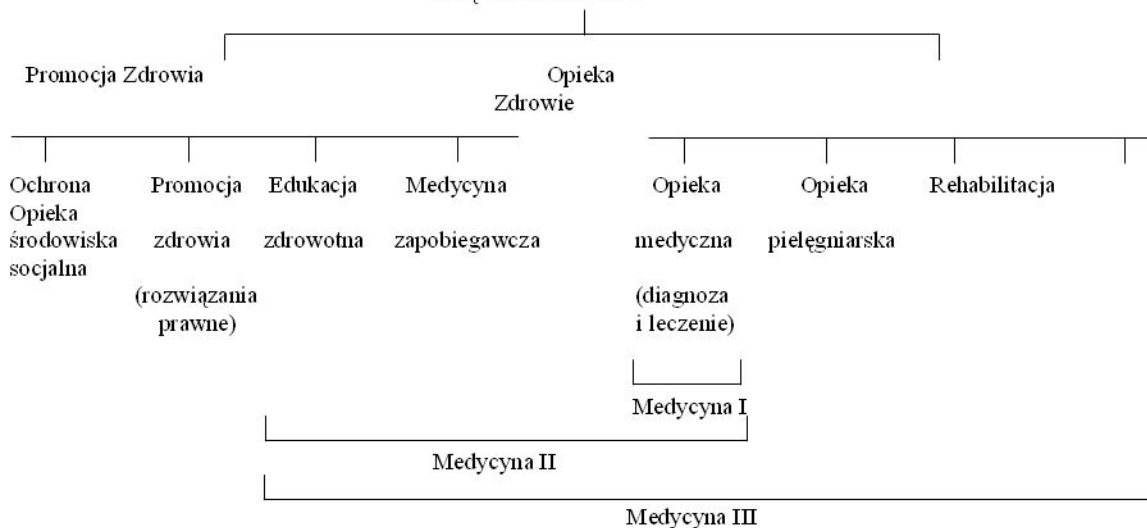 Promocja Zdrowia Opieka
Zdrowie
Ochrona Promocja Edukacja Medycyna Opieka Opieka Rehabilitacja
Opieka
środowiska zdrowia zdrowotna zapobiegawcza medyczna pielęgniarska
socjalna
(rozwiązania (diagnoza
prawne) i leczenie)
Medycyna I
Medycyna II
Medycyna III